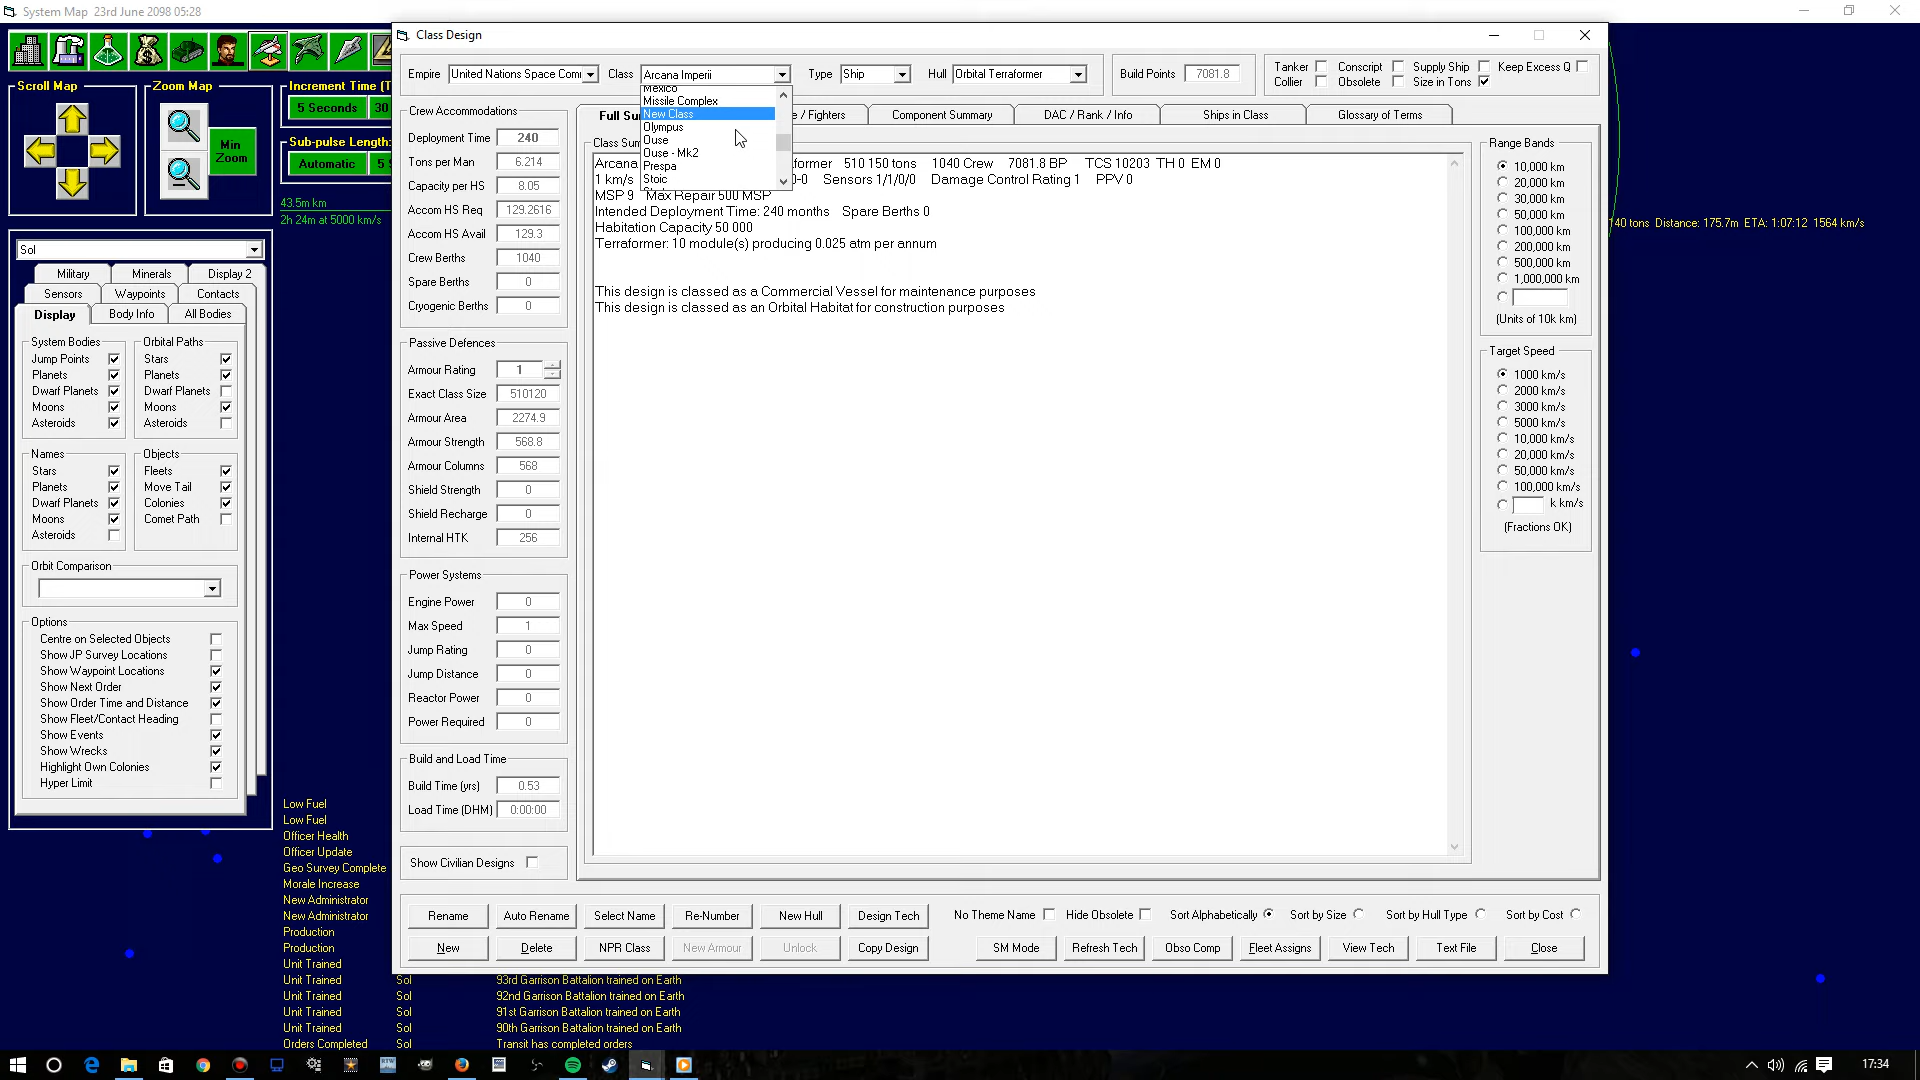 System Map   23rd June 2098 05:28
Scroll Map
Zoom Map
Min
Zoom
Increment Time (T
5 Seconds
30
Sub-pulse Length:
Automatic
5 S
43.5m km
2h 24m at 5000 km/s
Sol
Military
Minerals
Display 2
Sensors
Waypoints
Contacts
Display
Body Info
All Bodies
System Bodies
Jump Points
Planets
Dwarf Planets
Moons
Asteroids
Orbital Paths
Stars
Planets
Dwarf Planets
Moons
Asteroids
Names
Stars
Planets
Dwarf Planets
Moons
Asteroids
Objects
Fleets
Move Tail
Colonies
Comet Path
Orbit Comparison
Options
Centre on Selected Objects
Show JP Survey Locations
Show Waypoint Locations
Show Next Order
Show Order Time and Distance
Show Fleet/Contact Heading
Show Events
Show Wrecks
Highlight Own Colonies
Hyper Limit
Class Design
Empire
United Nations Space Com
Class
Arcana Imperii
Type
Ship
Hull
Orbital Terraformer
Build Points
7081.8
Tanker
Conscript
Supply Ship
Keep Excess Q
Collier
Obsolete
Size in Tons
Mexico
Missile Complex
New Class
Olympus
Ouse
Ouse - Mk2
Prespa
Stoic
Crew Accommodations
Deployment Time 240
Tons per Man 6.214
Capacity per HS 8.05
Accom HS Req 129.2616
Accom HS Avail 129.3
Crew Berths 1040
Spare Berths 0
Cryogenic Berths 0
Passive Defences
Armour Rating 1
Exact Class Size 510120
Armour Area 2274.9
Armour Strength 568.8
Armour Columns 568
Shield Strength 0
Shield Recharge 0
Internal HTK 256
Power Systems
Engine Power 0
Max Speed 1
Jump Rating 0
Jump Distance 0
Reactor Power 0
Power Required 0
Build and Load Time
Build Time (yrs) 0.53
Load Time (DHM) 0:00:00
Show Civilian Designs
Full Su
e / Fighters
Component Summary
DAC / Rank / Info
Ships in Class
Glossary of Terms
Class Sum
Arcana
rformer   510 150 tons   1040 Crew   7081.8 BP   TCS 10203  TH 0  EM 0
1 km/s
0-0   Sensors 1/1/0/0   Damage Control Rating 1   PPV 0
MSP 9   Max Repair 500 MSP
Intended Deployment Time: 240 months   Spare Berths 0
Habitation Capacity 50 000
Terraformer: 10 module(s) producing 0.025 atm per annum
This design is classed as a Commercial Vessel for maintenance purposes
This design is classed as an Orbital Habitat for construction purposes
Range Bands
10,000 km
20,000 km
30,000 km
50,000 km
100,000 km
200,000 km
500,000 km
1,000,000 km
(Units of 10k km)
Target Speed
1000 km/s
2000 km/s
3000 km/s
5000 km/s
10,000 km/s
20,000 km/s
50,000 km/s
100,000 km/s
k km/s
(Fractions OK)
40 tons  Distance: 175.7m  ETA: 1:07:12  1564 km/s
Rename
Auto Rename
Select Name
Re-Number
New Hull
Design Tech
No Theme Name
Hide Obsolete
Sort Alphabetically
Sort by Size
Sort by Hull Type
Sort by Cost
New
Delete
NPR Class
New Armour
Unlock
Copy Design
SM Mode
Refresh Tech
Obso Comp
Fleet Assigns
View Tech
Text File
Close
Low Fuel
Low Fuel
Officer Health
Officer Update
Geo Survey Complete
Morale Increase
New Administrator
New Administrator
Production
Production
Unit Trained
Unit Trained   Sol   93rd Garrison Battalion trained on Earth
Unit Trained   Sol   92nd Garrison Battalion trained on Earth
Unit Trained   Sol   91st Garrison Battalion trained on Earth
Unit Trained   Sol   90th Garrison Battalion trained on Earth
Orders Completed   Sol   Transit has completed orders
17:34